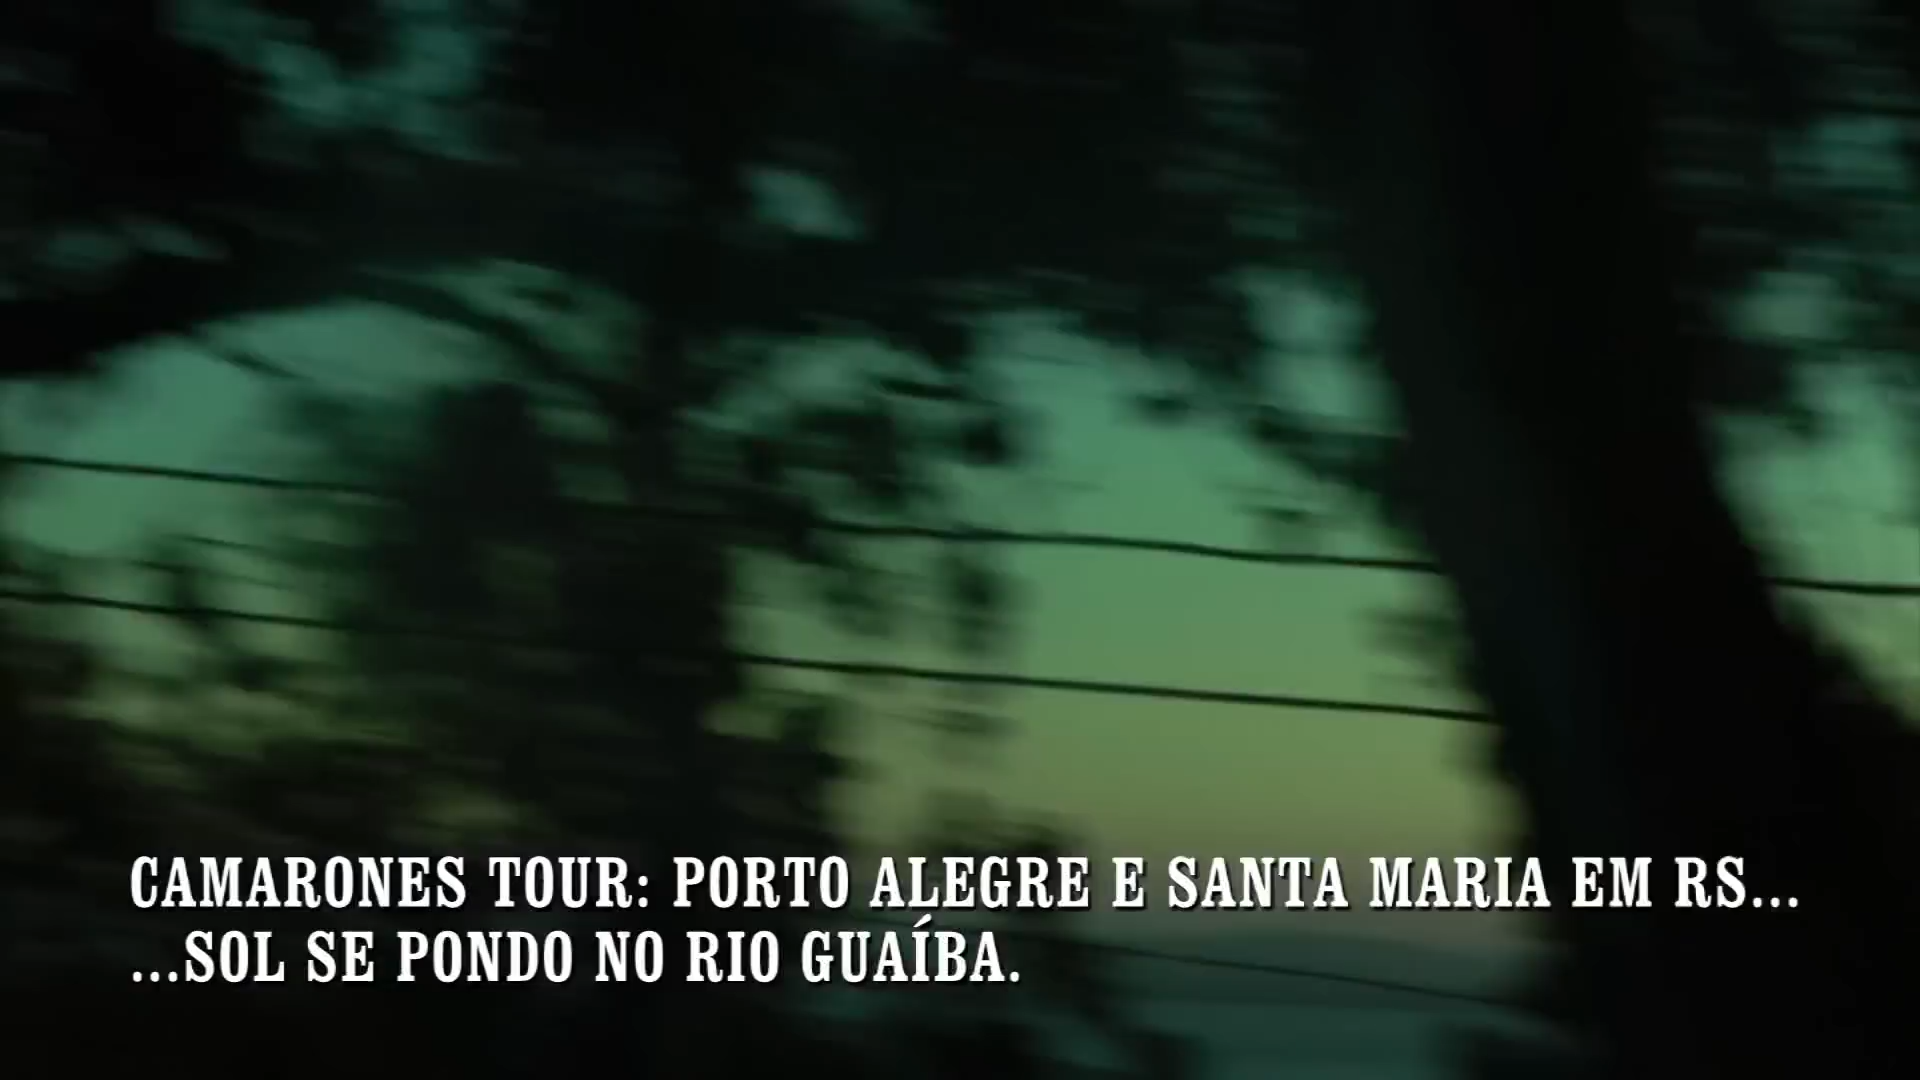 CAMARONES TOUR: PORTO ALEGRE E SANTA MARIA EM RS...
...SOL SE PONDO NO RIO GUAÍBA.